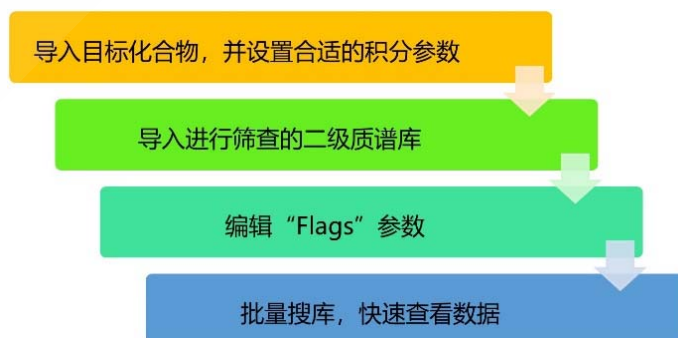 导入目标化合物，并设置合适的积分参数
导入进行筛查的二级质谱库
编辑“Flags”参数
批量搜库，快速查看数据